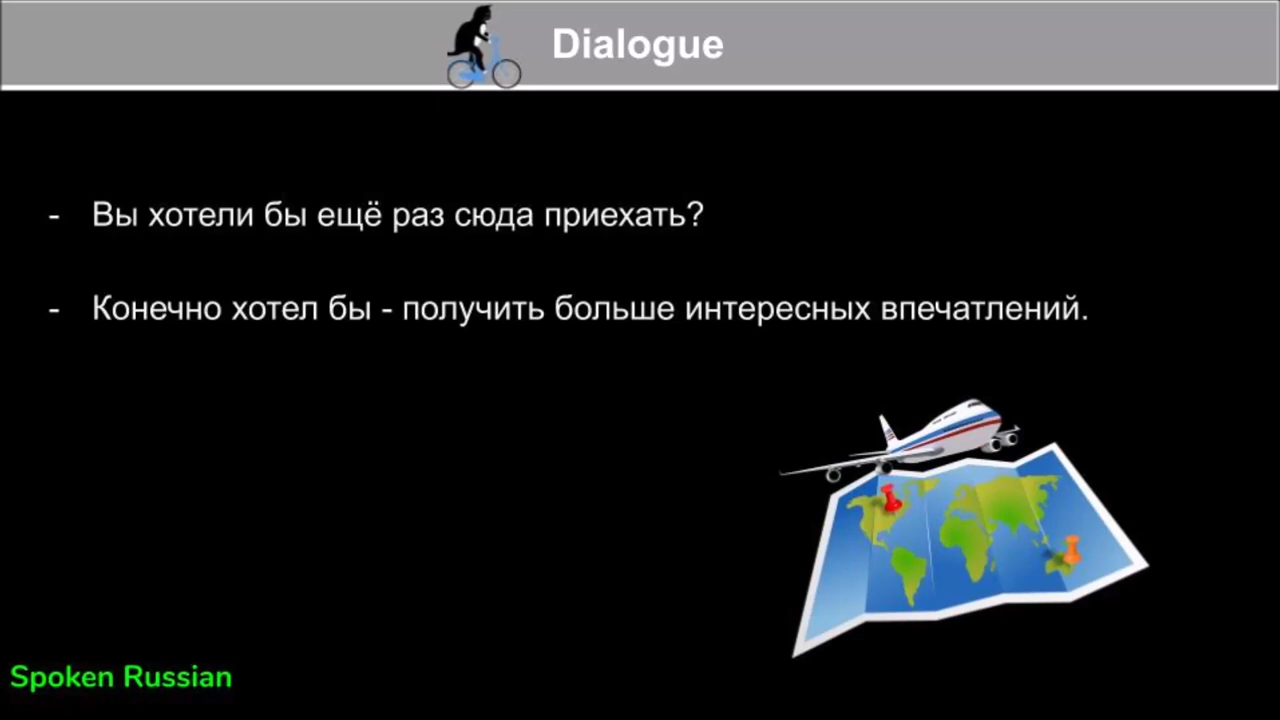 Dialogue
- Вы хотели бы ещё раз сюда приехать?
- Конечно хотел бы - получить больше интересных впечатлений.
Spoken Russian